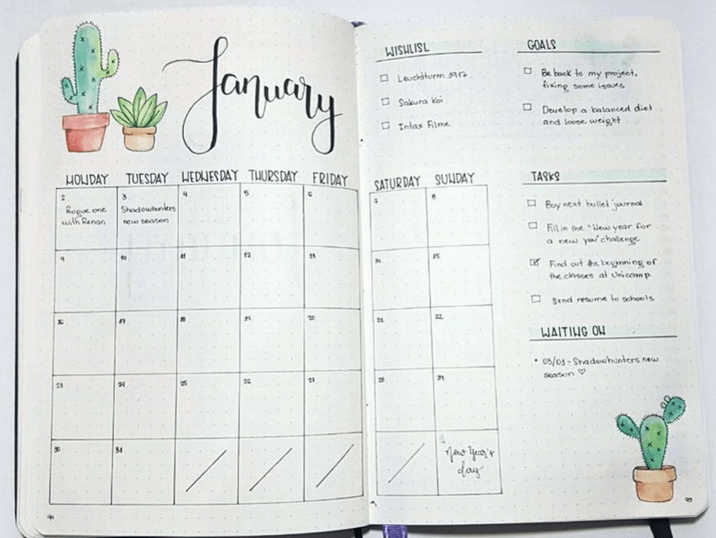 January
MONDAY TUESDAY WEDNESDAY THURSDAY FRIDAY SATURDAY SUNDAY
2 3 4 5 6 7 8
Rogue one
with Renan
Shadowhunters
new season
9 10 11 12 13 14 15
16 17 18 19 20 21 22
23 24 25 26 27 28 29
30 31 1
New Year's
day
WISHLIST
Leuchtturm 1917
Sakura Koi
Intax Filme
GOALS
Be back to my project,
fixing some issues
Develop a balanced diet
and loose weight
TASKS
Buy next bullet journal
Fill in the "New year for
a new you" challenge
Find out the beginning of
the classes at Unicamp
Send resume to schools
WAITING ON
• 03/01 - Shadowhunters new
season ♡